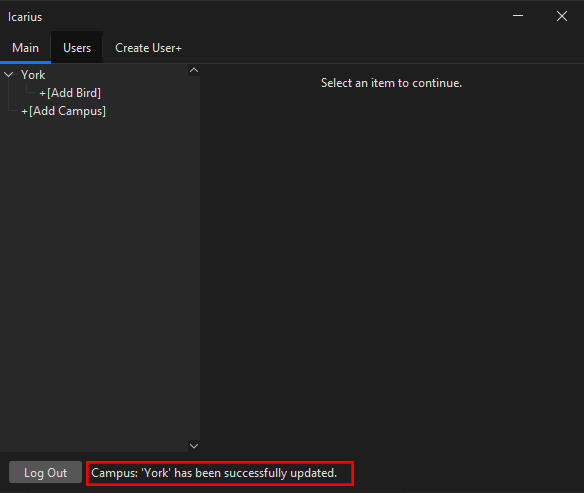 Icarius
Main
Users
Create User+
York
+[Add Bird]
+[Add Campus]
Select an item to continue.
Log Out
Campus: 'York' has been successfully updated.